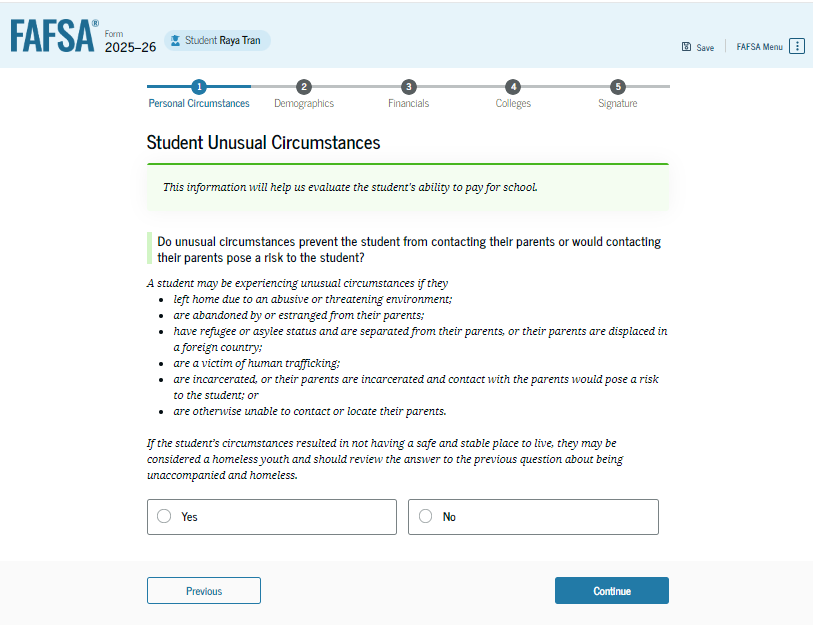 FAFSA®
Form
2025–26
Student Raya Tran
Save
FAFSA Menu
1
2
3
4
5
Personal Circumstances
Demographics
Financials
Colleges
Signature
Student Unusual Circumstances
This information will help us evaluate the student's ability to pay for school.
Do unusual circumstances prevent the student from contacting their parents or would contacting
their parents pose a risk to the student?
A student may be experiencing unusual circumstances if they
• left home due to an abusive or threatening environment;
• are abandoned by or estranged from their parents;
• have refugee or asylee status and are separated from their parents, or their parents are displaced in
a foreign country;
• are a victim of human trafficking;
• are incarcerated, or their parents are incarcerated and contact with the parents would pose a risk
to the student; or
• are otherwise unable to contact or locate their parents.
If the student's circumstances resulted in not having a safe and stable place to live, they may be
considered a homeless youth and should review the answer to the previous question about being
unaccompanied and homeless.
Yes
No
Previous
Continue